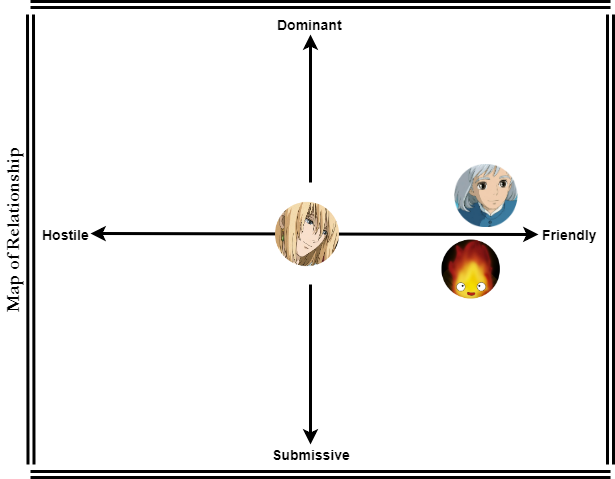 Dominant
Map of Relationship
Hostile
Friendly
Submissive